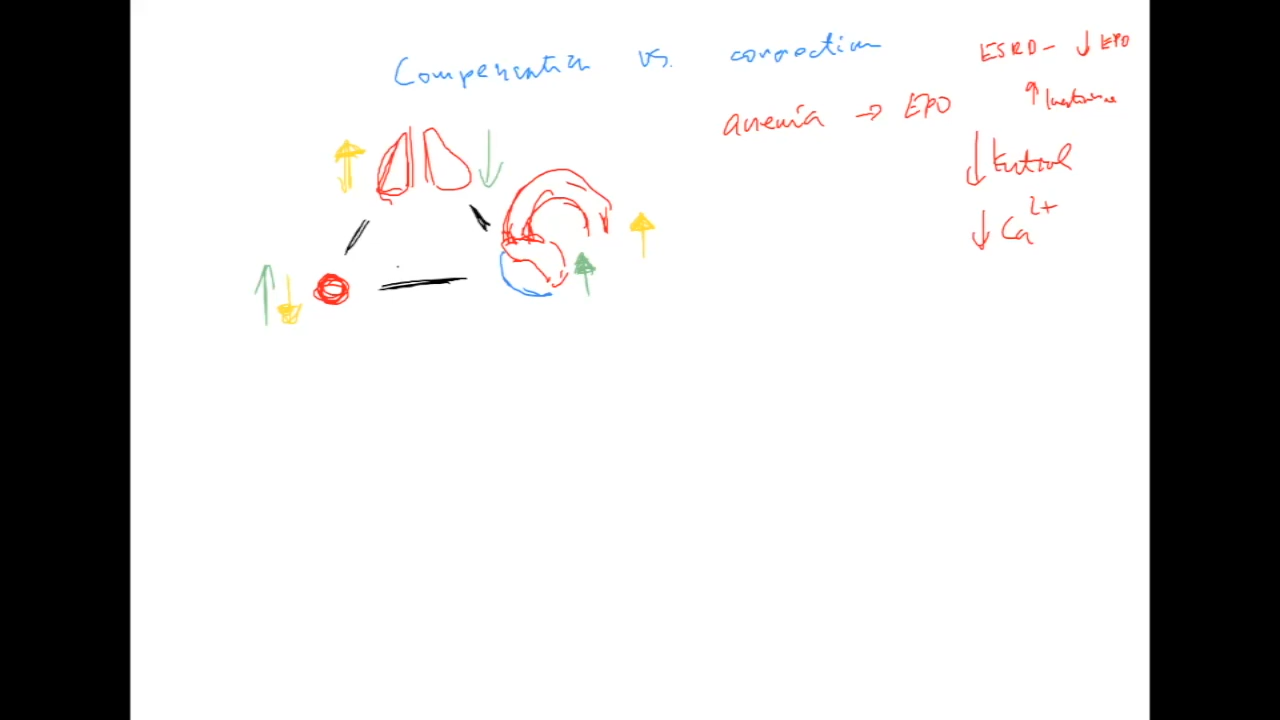 Compensation vs. correction
ESRD - ↓ EPO
anemia → EPO
↑
↓
↓ Ca2+